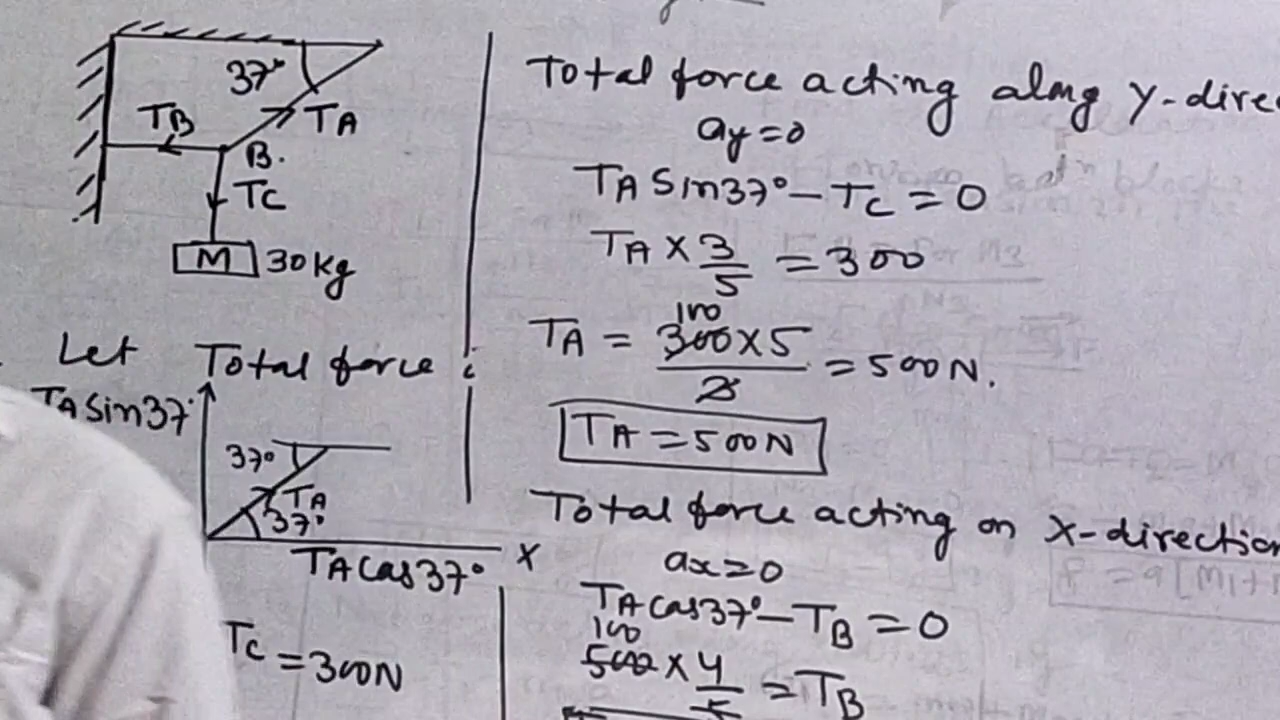 37°
TB
TA
B.
TC
M 30kg
Let Total force :
TA Sin37°
37°
TA
37°
TA cos37° x
TC = 300N
Total force acting along Y-direc
ay = 0
TA Sin37° - TC = 0
TA × 3/5 = 300
100
TA = 300×5/3 = 500N.
TA = 500N
Total force acting on X-direction
ax = 0
TA cos37° - TB = 0
100
500 × 4/5 = TB